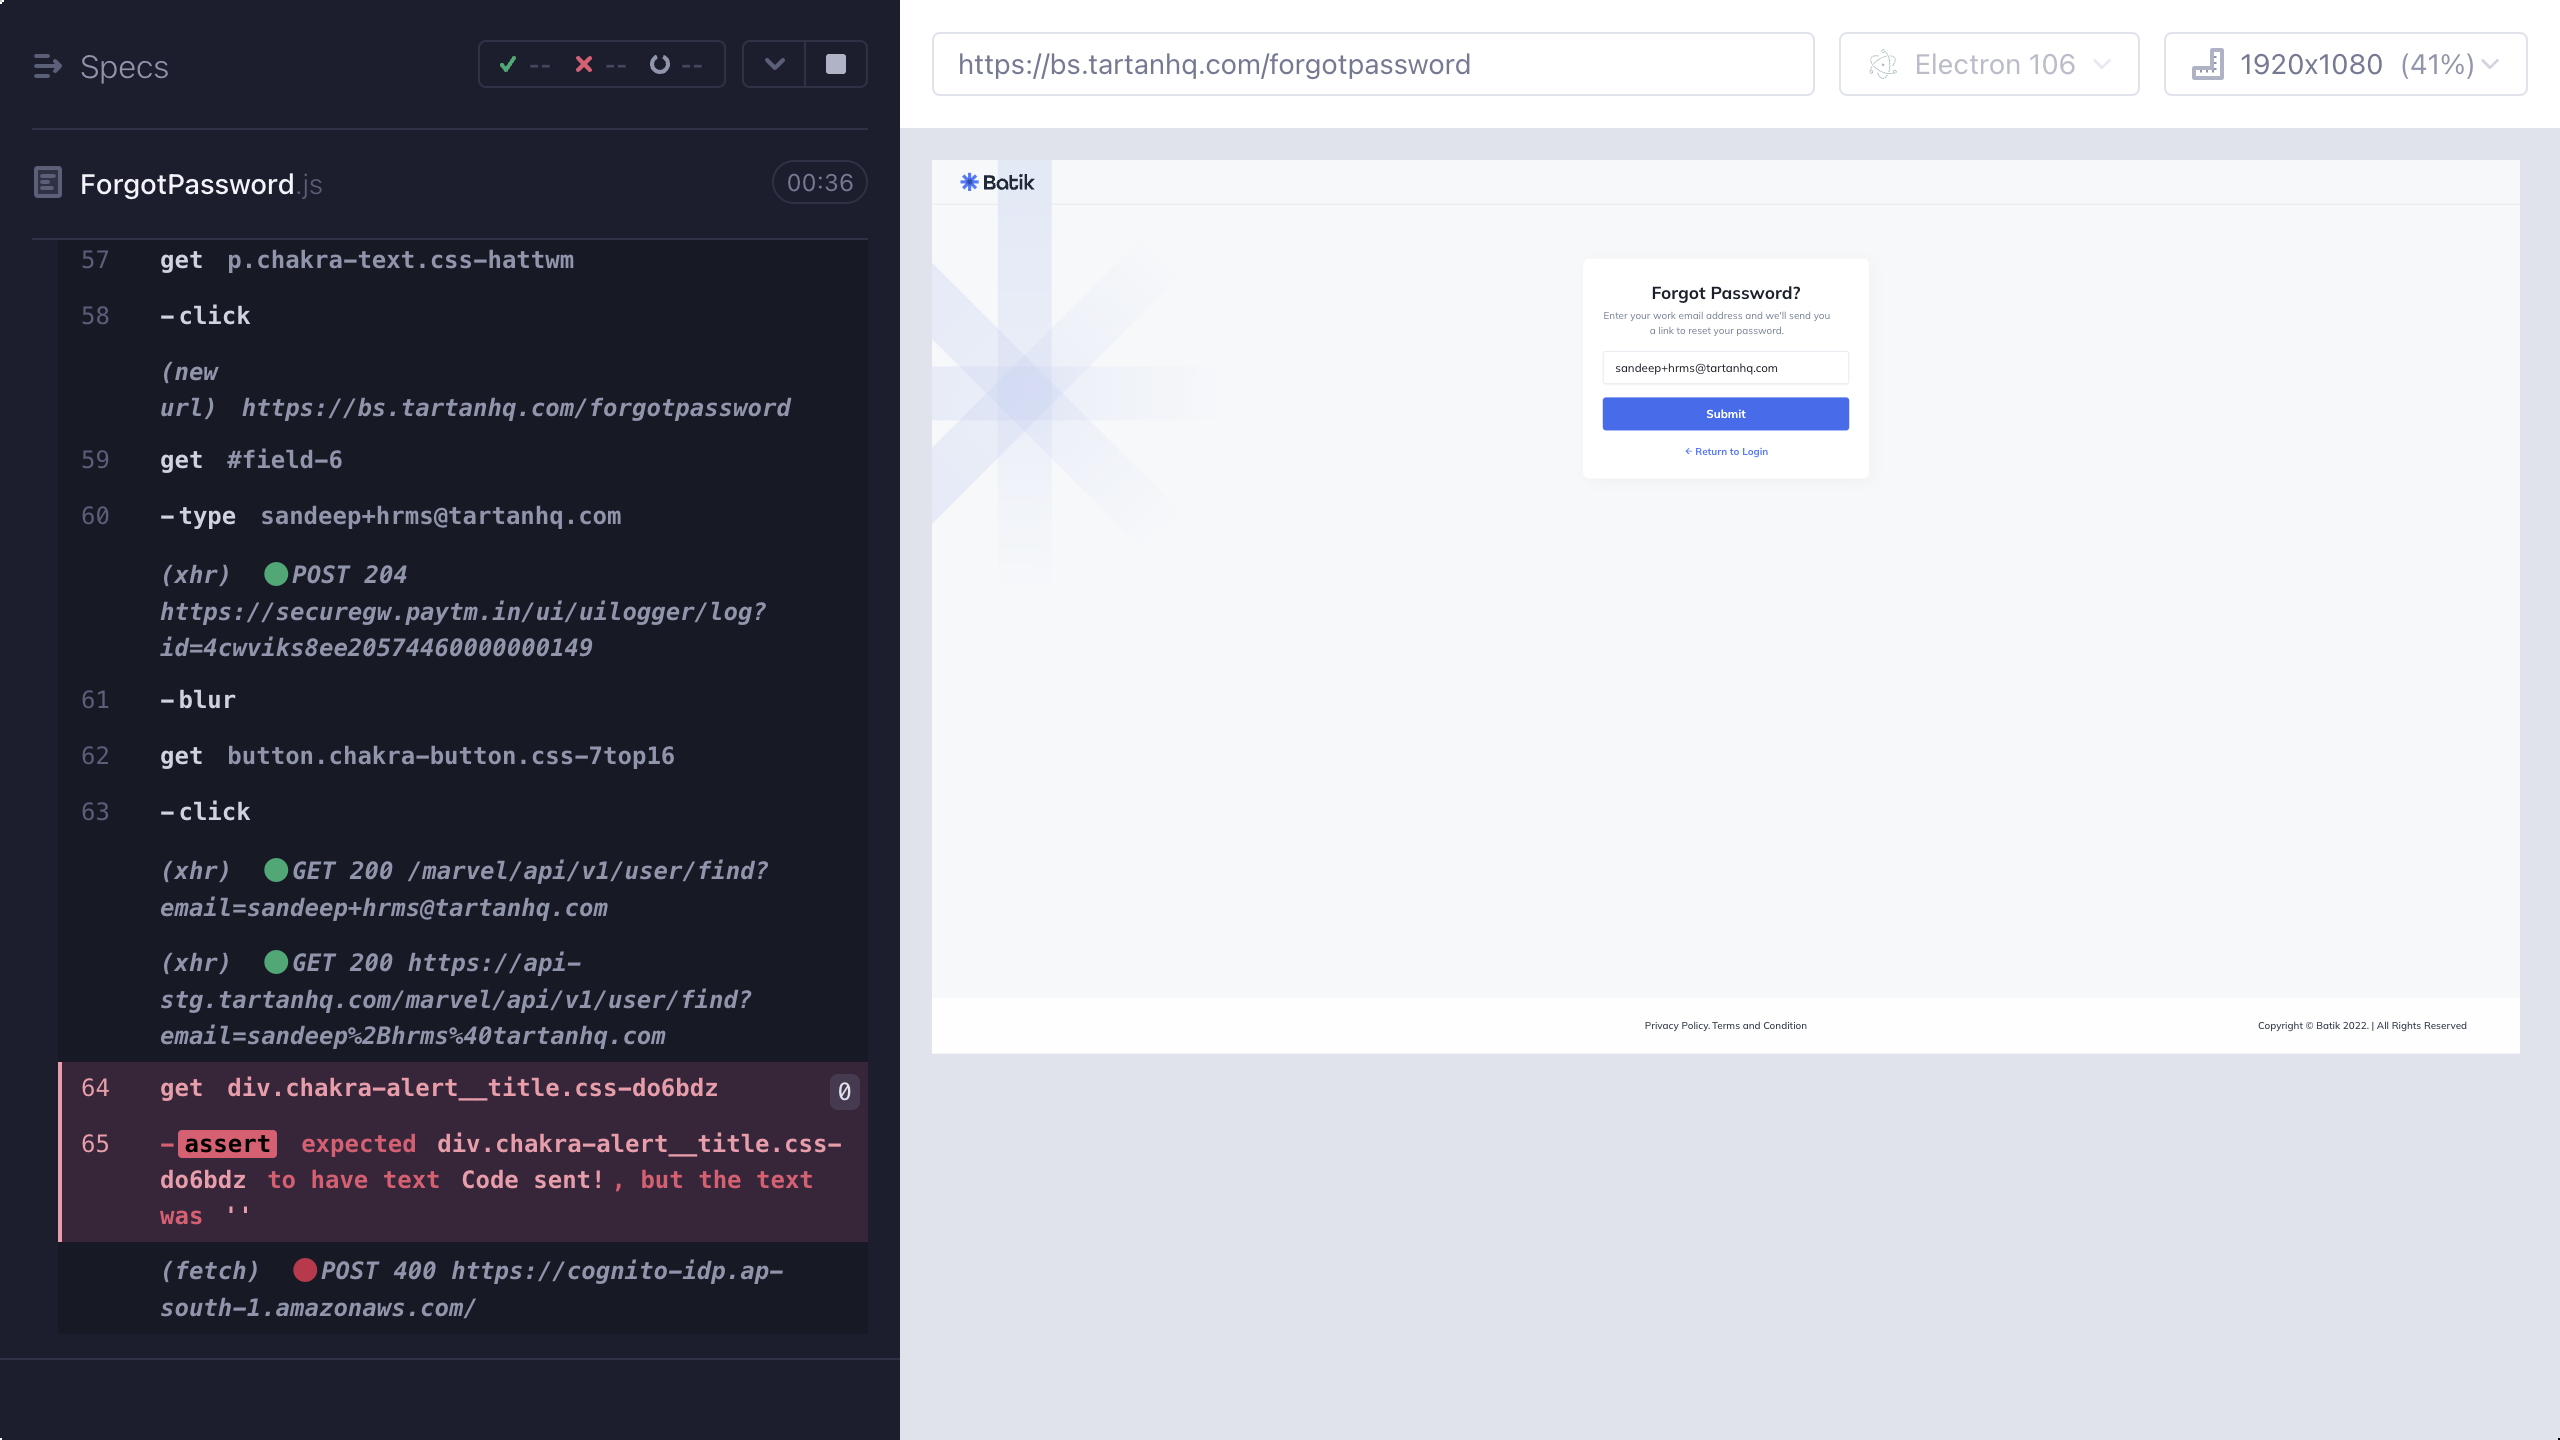 Specs
-- -- --
ForgotPassword.js 00:36
57 get p.chakra-text.css-hattwm
58 -click
(new
url) https://bs.tartanhq.com/forgotpassword
59 get #field-6
60 -type sandeep+hrms@tartanhq.com
(xhr) POST 204
https://securegw.paytm.in/ui/uilogger/log?
id=4cwviks8ee20574460000000149
61 -blur
62 get button.chakra-button.css-7top16
63 -click
(xhr) GET 200 /marvel/api/v1/user/find?
email=sandeep+hrms@tartanhq.com
(xhr) GET 200 https://api-
stg.tartanhq.com/marvel/api/v1/user/find?
email=sandeep%2Bhrms%40tartanhq.com
64 get div.chakra-alert__title.css-do6bdz 0
65 -assert expected div.chakra-alert__title.css-
do6bdz to have text Code sent!, but the text
was ''
(fetch) POST 400 https://cognito-idp.ap-
south-1.amazonaws.com/
https://bs.tartanhq.com/forgotpassword
Electron 106
1920x1080 (41%)
Batik
Forgot Password?
Enter your work email address and we'll send you
a link to reset your password.
sandeep+hrms@tartanhq.com
Submit
← Return to Login
Privacy Policy. Terms and Condition
Copyright © Batik 2022. | All Rights Reserved